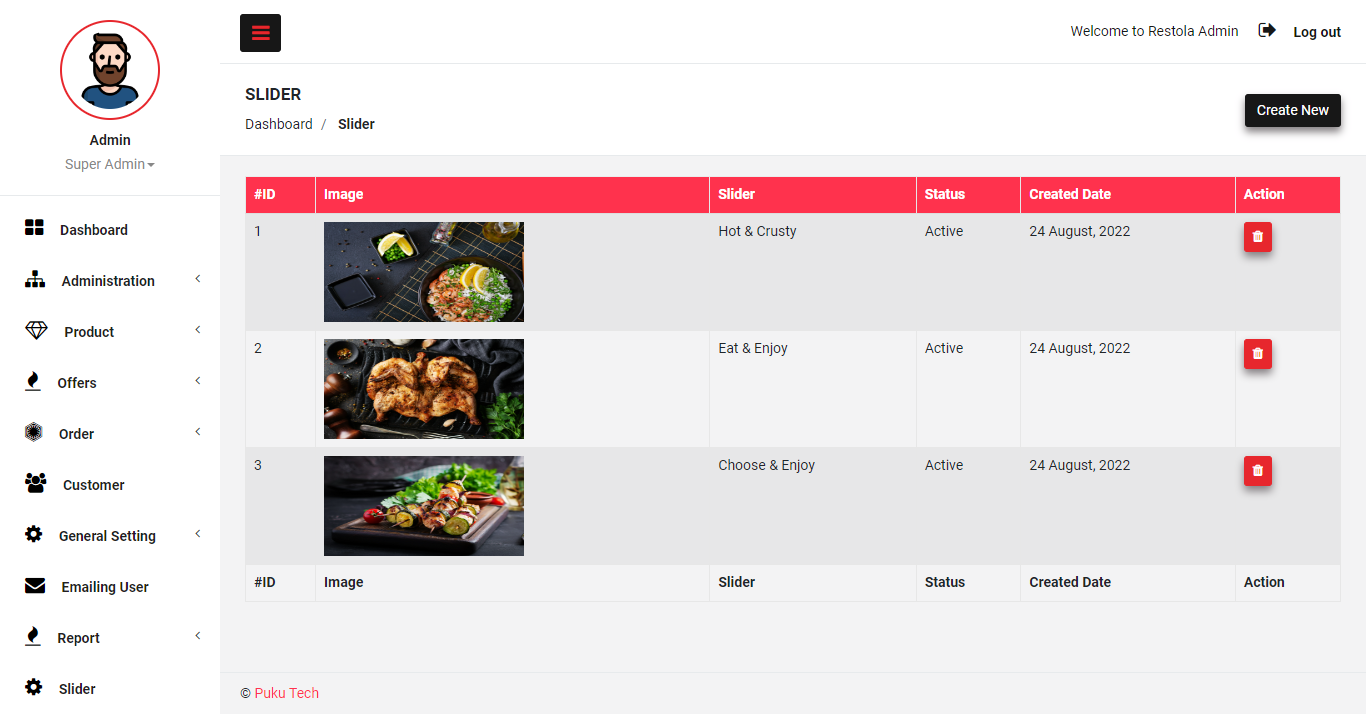 Welcome to Restola Admin Log out
Admin
Super Admin
SLIDER
Dashboard / Slider
Create New
Dashboard
Administration
Product
Offers
Order
Customer
General Setting
Emailing User
Report
Slider
#ID Image Slider Status Created Date Action
1 Hot & Crusty Active 24 August, 2022
2 Eat & Enjoy Active 24 August, 2022
3 Choose & Enjoy Active 24 August, 2022
#ID Image Slider Status Created Date Action
© Puku Tech